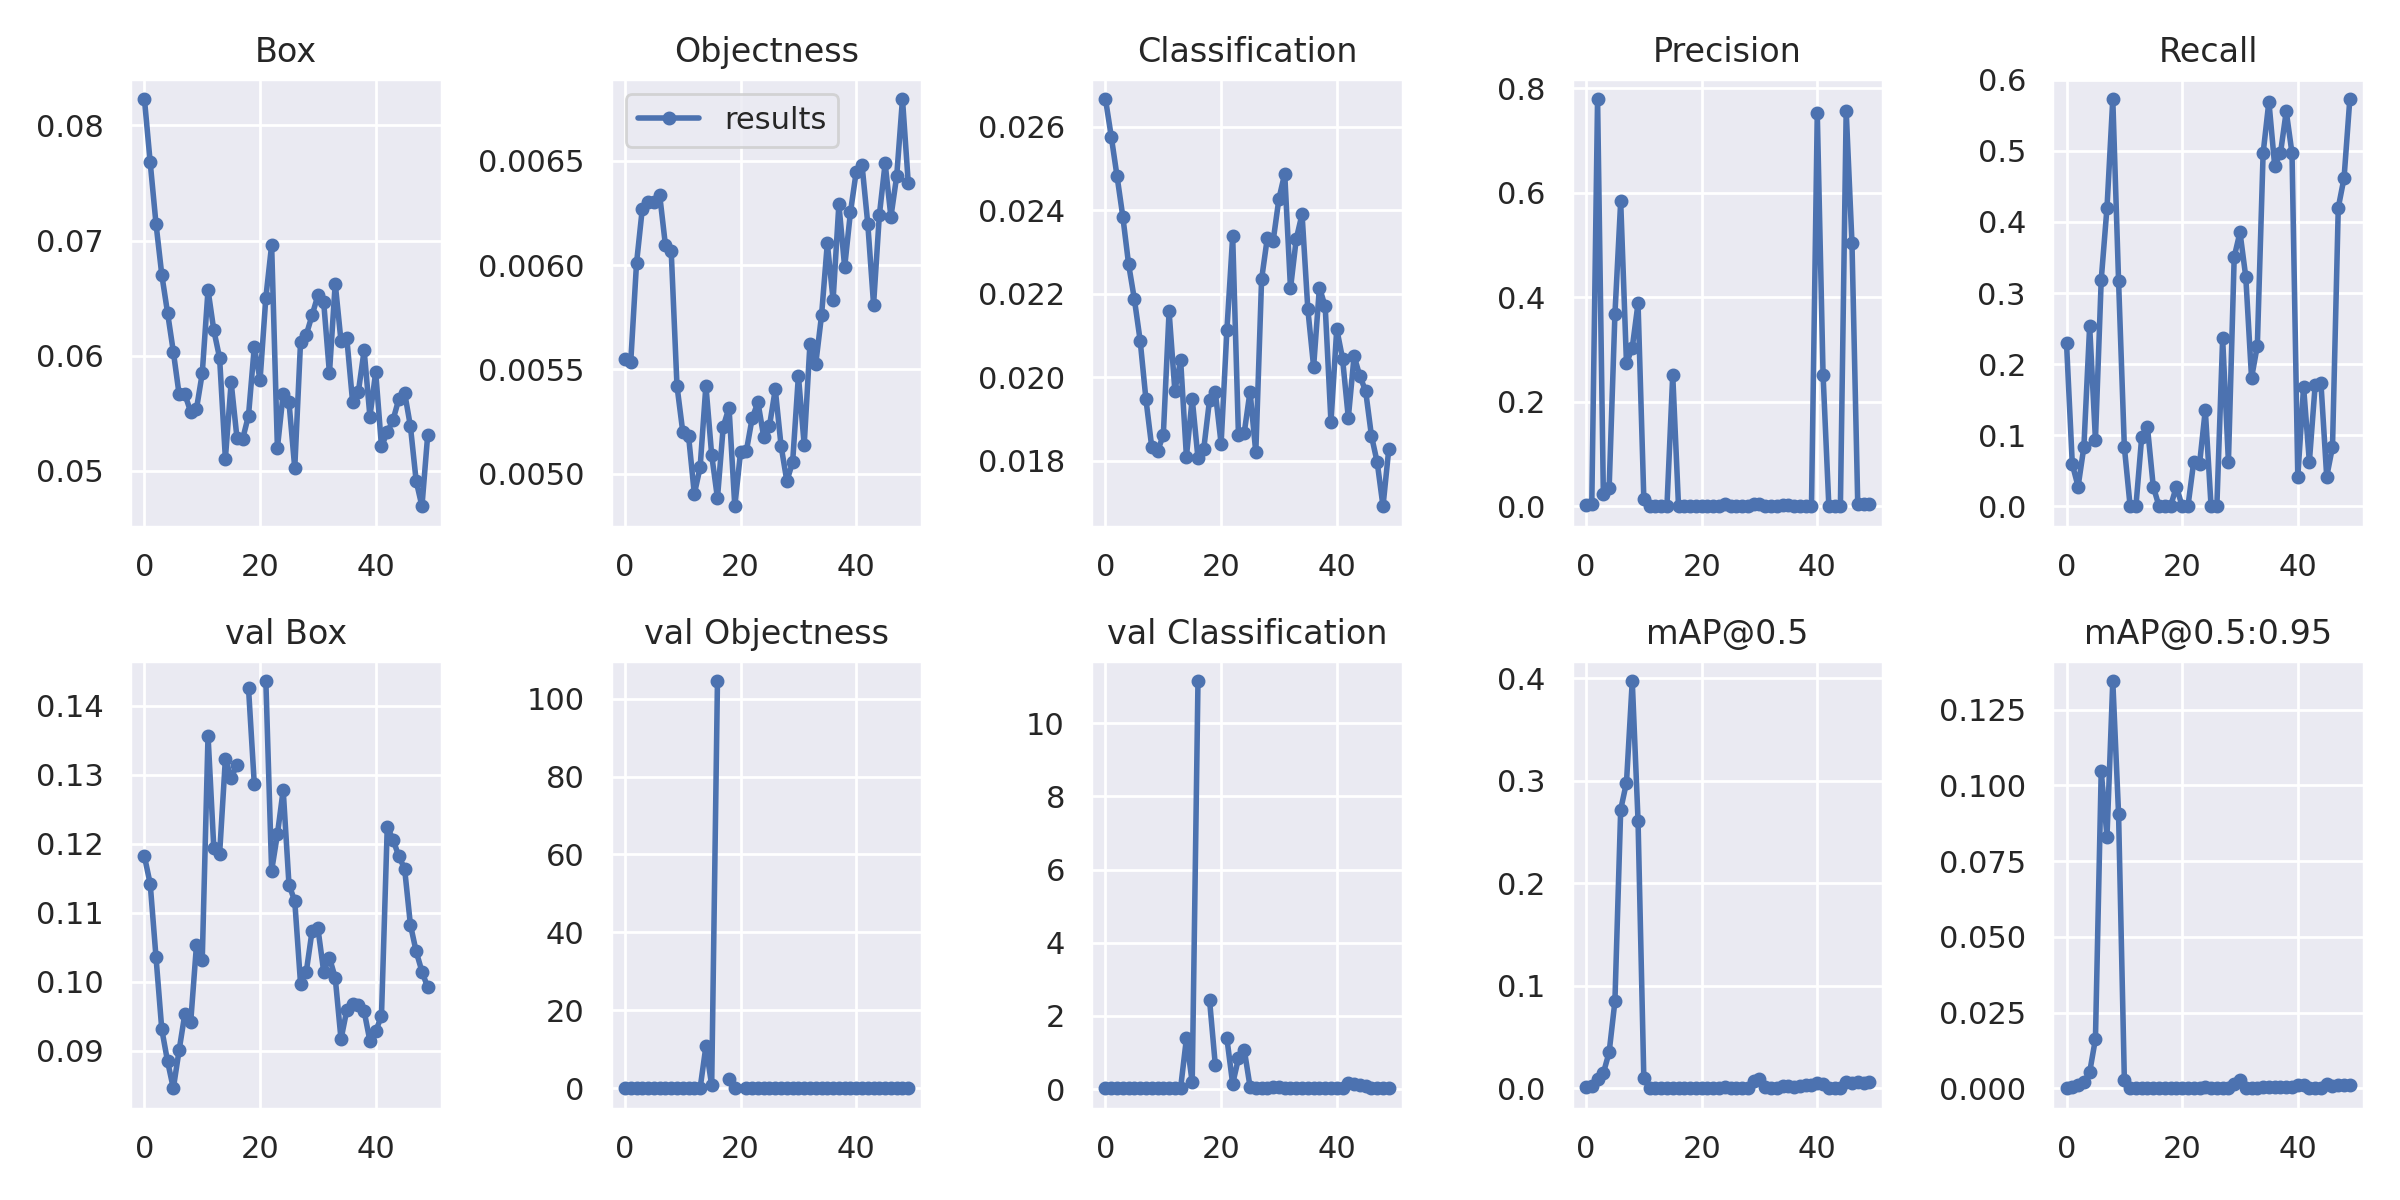 Box
0.08
0.07
0.06
0.05
0 20 40
Objectness
results
0.0065
0.0060
0.0055
0.0050
0 20 40
Classification
0.026
0.024
0.022
0.020
0.018
0 20 40
Precision
0.8
0.6
0.4
0.2
0.0
0 20 40
Recall
0.6
0.5
0.4
0.3
0.2
0.1
0.0
0 20 40
val Box
0.14
0.13
0.12
0.11
0.10
0.09
0 20 40
val Objectness
100
80
60
40
20
0
0 20 40
val Classification
10
8
6
4
2
0
0 20 40
mAP@0.5
0.4
0.3
0.2
0.1
0.0
0 20 40
mAP@0.5:0.95
0.125
0.100
0.075
0.050
0.025
0.000
0 20 40